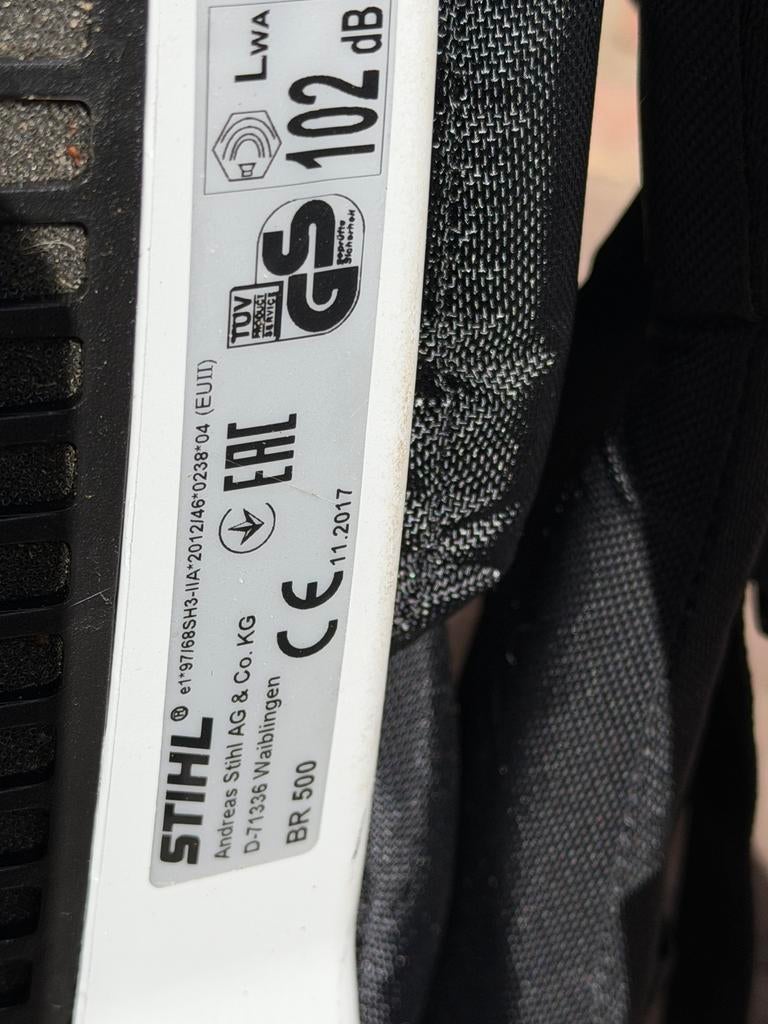 STIHL® e1*97/68SH3-IIA*2012/46*0238*04 (EUII)
Andreas Stihl AG & Co. KG
D-71336 Waiblingen
BR 500
CE 11.2017
EAC
TÜV
PRODUCT
SERVICE
GS
geprüfte
Sicherheit
LWA
102 dB